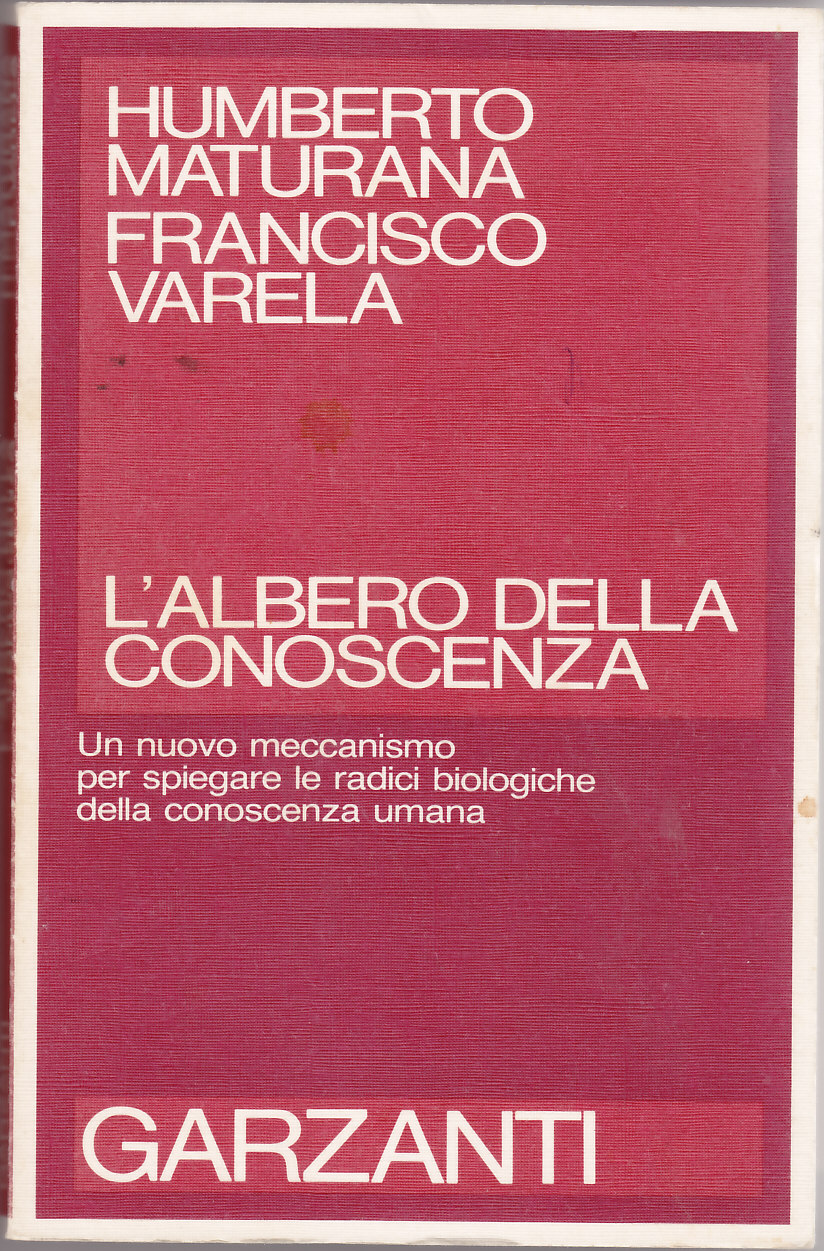 HUMBERTO
MATURANA
FRANCISCO
VARELA
L'ALBERO DELLA
CONOSCENZA
Un nuovo meccanismo
per spiegare le radici biologiche
della conoscenza umana
GARZANTI